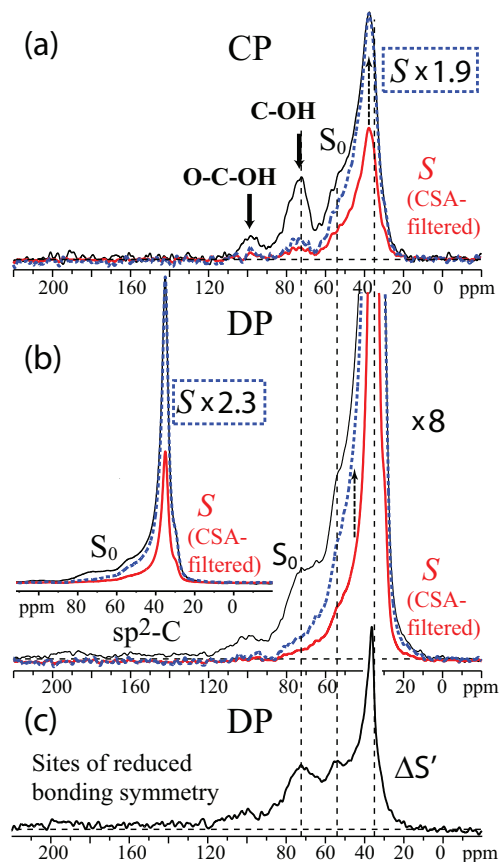 (a)
CP
S x 1.9
C-OH
S₀
O-C-OH
S
(CSA-
filtered)
200 160 120 80 60 40 20 0 ppm
DP
(b)
S x 2.3
x8
S
(CSA-
filtered)
S₀
S₀
S
(CSA-
filtered)
ppm 80 60 40 20 0
sp²-C
200 160 120 80 60 40 20 0 ppm
(c)
DP
Sites of reduced
bonding symmetry
ΔS'
200 160 120 80 60 40 20 0 ppm